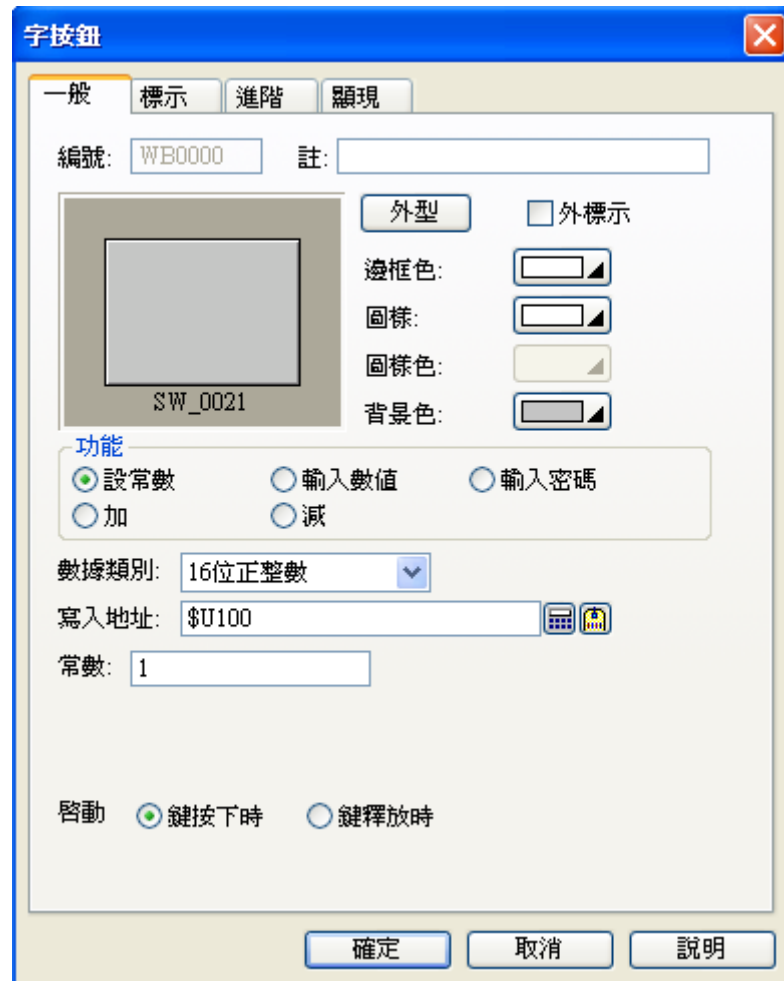 字按鈕
一般 標示 進階 顯現
編號: WB0000 註:
外型 外標示
邊框色:
圖樣:
圖樣色:
背景色:
SW_0021
功能
設常數 輸入數值 輸入密碼
加 減
數據類別: 16位正整數
寫入地址: $U100
常數: 1
啓動 鍵按下時 鍵釋放時
確定 取消 說明